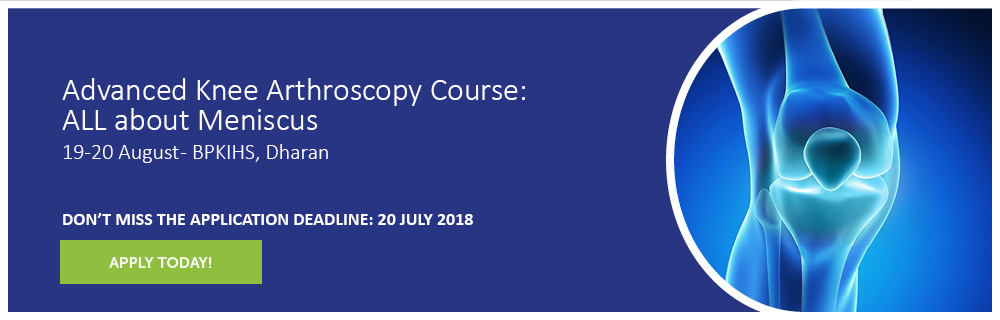 Advanced Knee Arthroscopy Course:
ALL about Meniscus
19-20 August- BPKIHS, Dharan
DON’T MISS THE APPLICATION DEADLINE: 20 JULY 2018
APPLY TODAY!